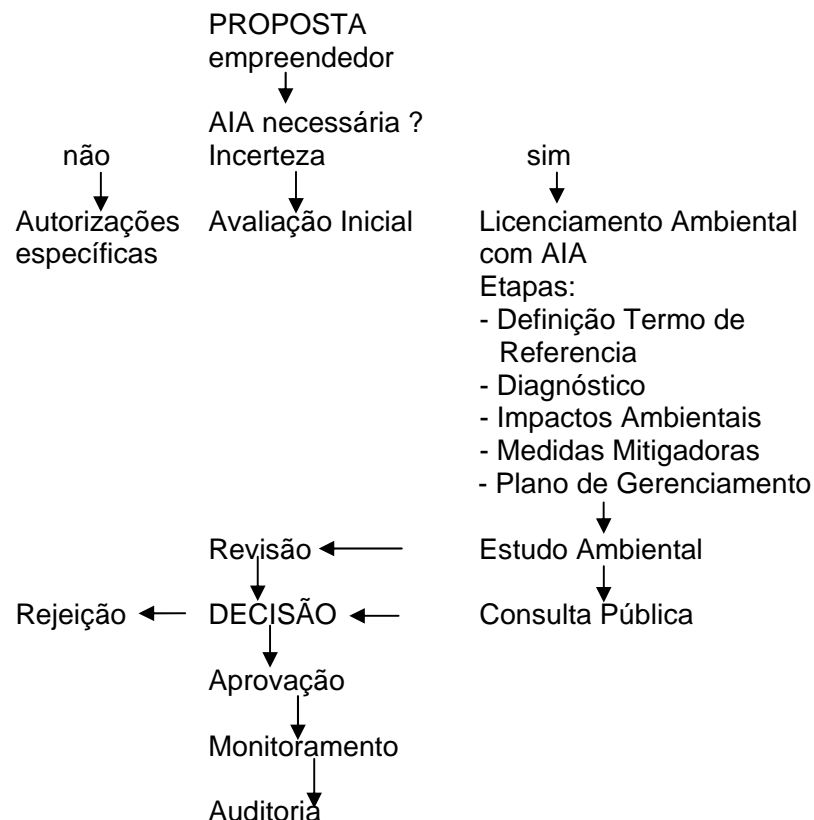 PROPOSTA
empreendedor
AIA necessária ?
não Incerteza sim
Autorizações Avaliação Inicial Licenciamento Ambiental
específicas com AIA
Etapas:
- Definição Termo de
Referencia
- Diagnóstico
- Impactos Ambientais
- Medidas Mitigadoras
- Plano de Gerenciamento
Revisão Estudo Ambiental
Rejeição DECISÃO Consulta Pública
Aprovação
Monitoramento
Auditoria